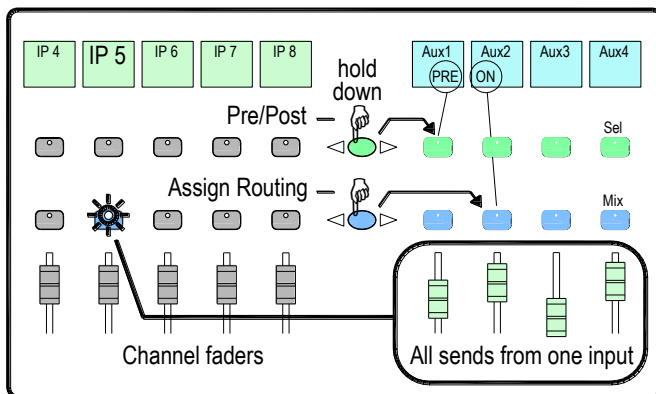 IP 4 IP 5 IP 6 IP 7 IP 8 Aux1 Aux2 Aux3 Aux4
PRE ON
hold
down
Pre/Post
Sel
Assign Routing
Mix
Channel faders All sends from one input